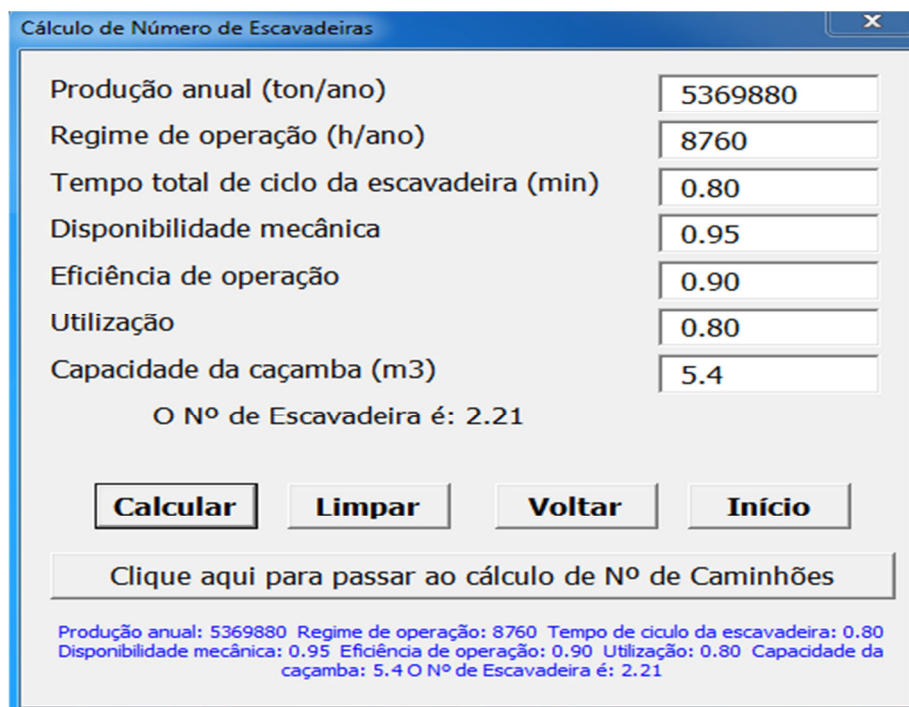 Cálculo de Número de Escavadeiras
Produção anual (ton/ano) 5369880
Regime de operação (h/ano) 8760
Tempo total de ciclo da escavadeira (min) 0.80
Disponibilidade mecânica 0.95
Eficiência de operação 0.90
Utilização 0.80
Capacidade da caçamba (m3) 5.4
O Nº de Escavadeira é: 2.21
Calcular Limpar Voltar Início
Clique aqui para passar ao cálculo de Nº de Caminhões
Produção anual: 5369880 Regime de operação: 8760 Tempo de ciculo da escavadeira: 0.80
Disponibilidade mecânica: 0.95 Eficiência de operação: 0.90 Utilização: 0.80 Capacidade da
caçamba: 5.4 O Nº de Escavadeira é: 2.21